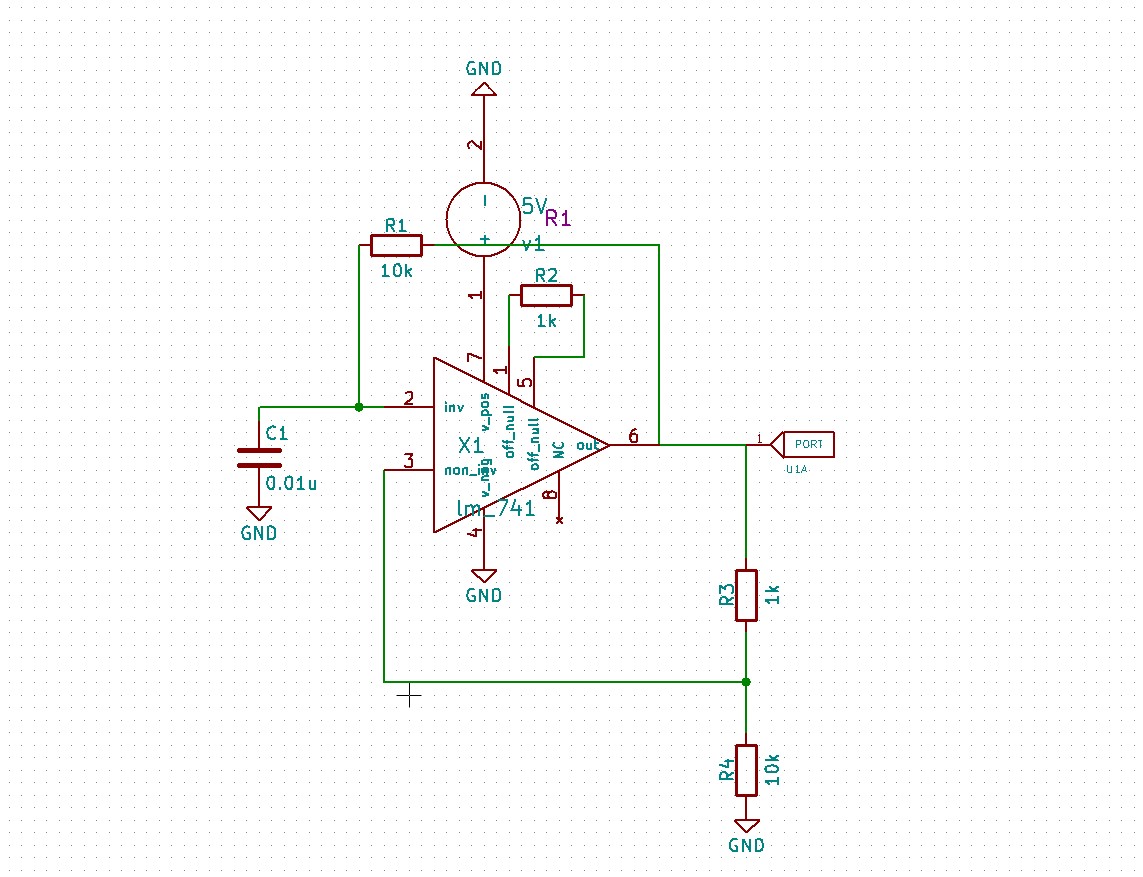 GND
2
5V
R1
R1
v1
10k
R2
1
1k
7
1
5
2
inv
v_pos
off_null
off_null
NC
out
6
1
PORT
U1A
C1
X1
3
non_inv
v_neg
0.01u
8
lm_741
GND
4
GND
R3
1k
R4
10k
GND